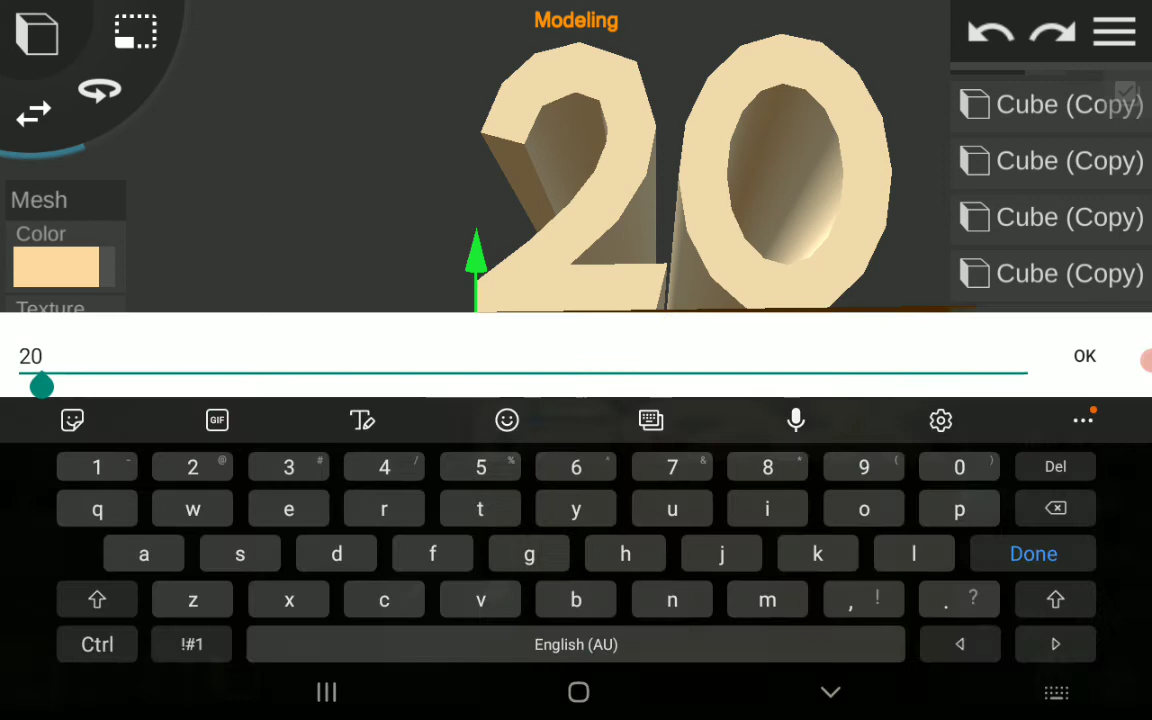 Modeling
20
Cube (Copy)
Cube (Copy)
Cube (Copy)
Cube (Copy)
Mesh
Color
Texture
20
OK
GIF
1 - 2 @ 3 # 4 / 5 % 6 ^ 7 & 8 * 9 ( 0 ) Del
q w e r t y u i o p
a s d f g h j k l Done
z x c v b n m , ! . ?
Ctrl !#1 English (AU)